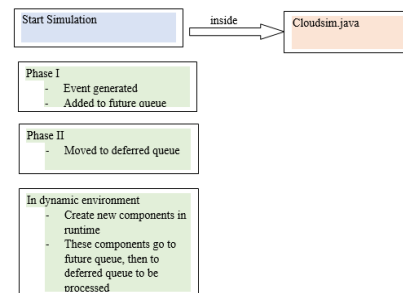 Start Simulation
inside
Cloudsim.java
Phase I
- Event generated
- Added to future queue
Phase II
- Moved to deferred queue
In dynamic environment
- Create new components in
runtime
- These components go to
future queue, then to
deferred queue to be
processed